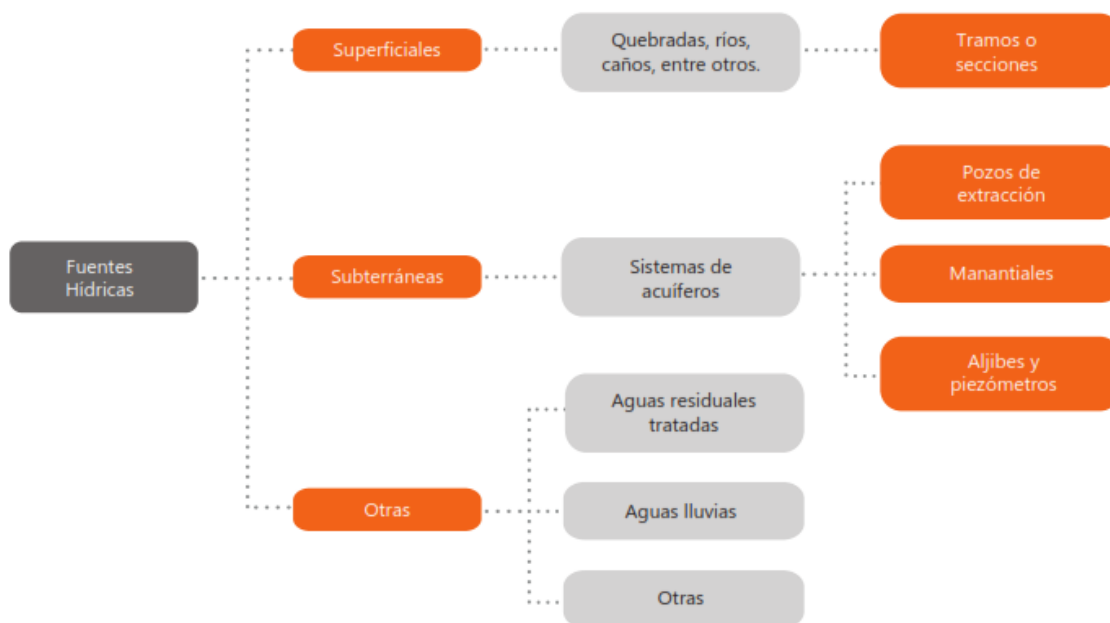 Superficiales
Quebradas, ríos,
caños, entre otros.
Tramos o
secciones
Pozos de
extracción
Fuentes
Hídricas
Subterráneas
Sistemas de
acuíferos
Manantiales
Aljibes y
piezómetros
Aguas residuales
tratadas
Otras
Aguas lluvias
Otras